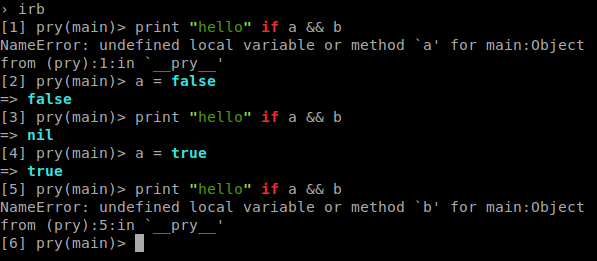 › irb
[1] pry(main)> print "hello" if a && b
NameError: undefined local variable or method `a' for main:Object
from (pry):1:in `__pry__'
[2] pry(main)> a = false
=> false
[3] pry(main)> print "hello" if a && b
=> nil
[4] pry(main)> a = true
=> true
[5] pry(main)> print "hello" if a && b
NameError: undefined local variable or method `b' for main:Object
from (pry):5:in `__pry__'
[6] pry(main)>